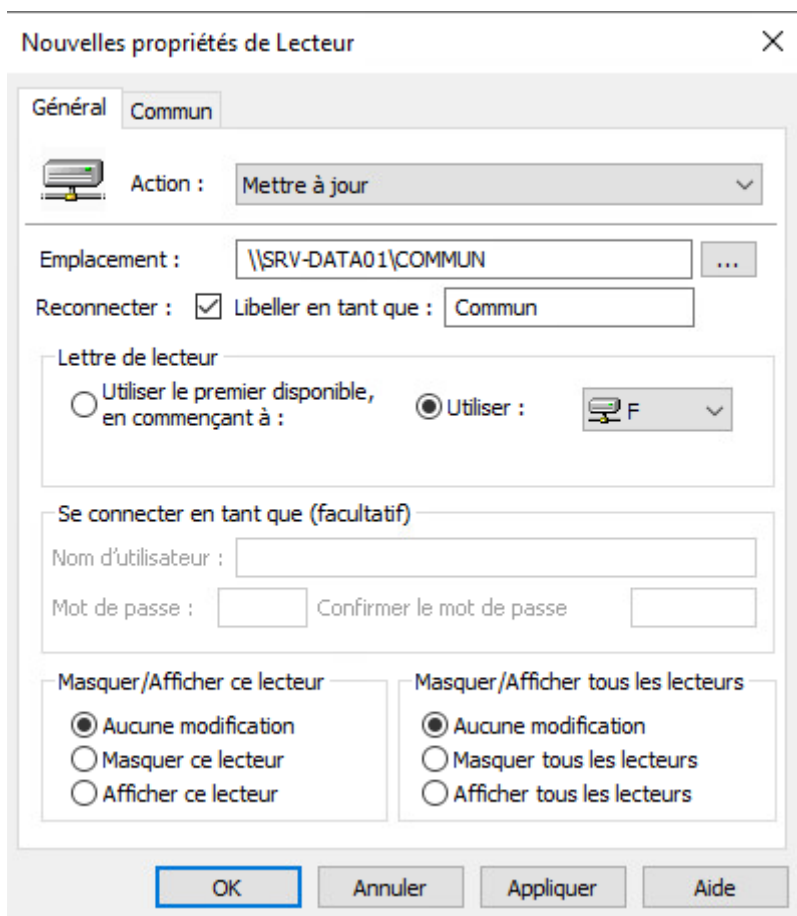 Nouvelles propriétés de Lecteur
Général Commun
Action : Mettre à jour
Emplacement : \\SRV-DATA01\COMMUN ...
Reconnecter : Libeller en tant que : Commun
Lettre de lecteur
Utiliser le premier disponible,
en commençant à :
Utiliser : F
Se connecter en tant que (facultatif)
Nom d'utilisateur :
Mot de passe : Confirmer le mot de passe
Masquer/Afficher ce lecteur
Aucune modification
Masquer ce lecteur
Afficher ce lecteur
Masquer/Afficher tous les lecteurs
Aucune modification
Masquer tous les lecteurs
Afficher tous les lecteurs
OK Annuler Appliquer Aide